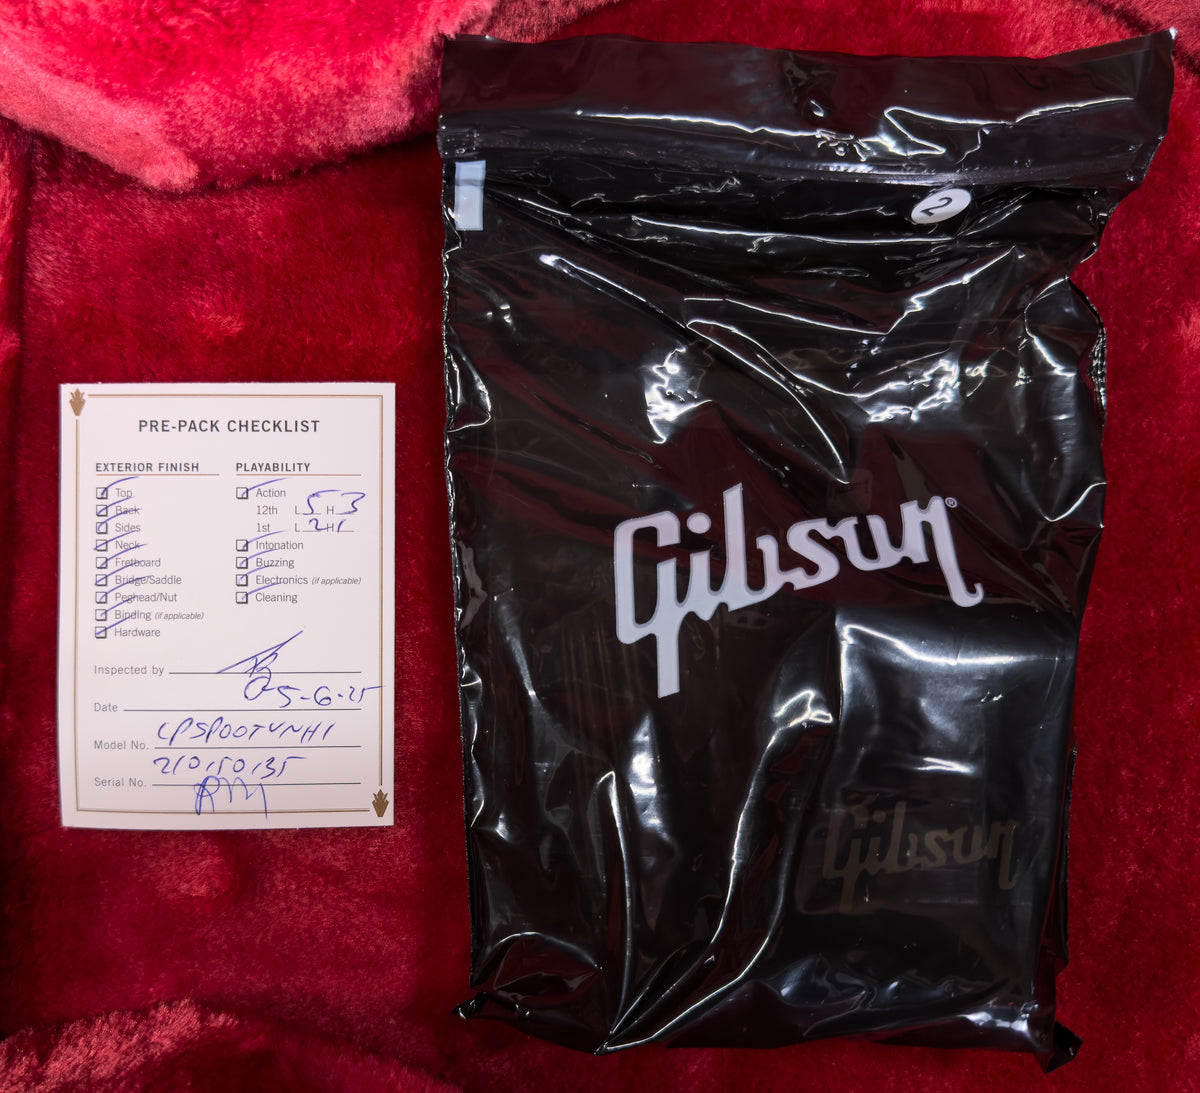 PRE-PACK CHECKLIST
EXTERIOR FINISH
Top
Back
Sides
Neck
Fretboard
Bridge/Saddle
Peghead/Nut
Binding (if applicable)
Hardware
PLAYABILITY
Action
12th L 5 H 3
1st L 2 H 1
Intonation
Buzzing
Electronics (if applicable)
Cleaning
Inspected by
Date 5-6-25
Model No. LPSP00TVNH1
Serial No. 210150135
2
Gibson®
Gibson